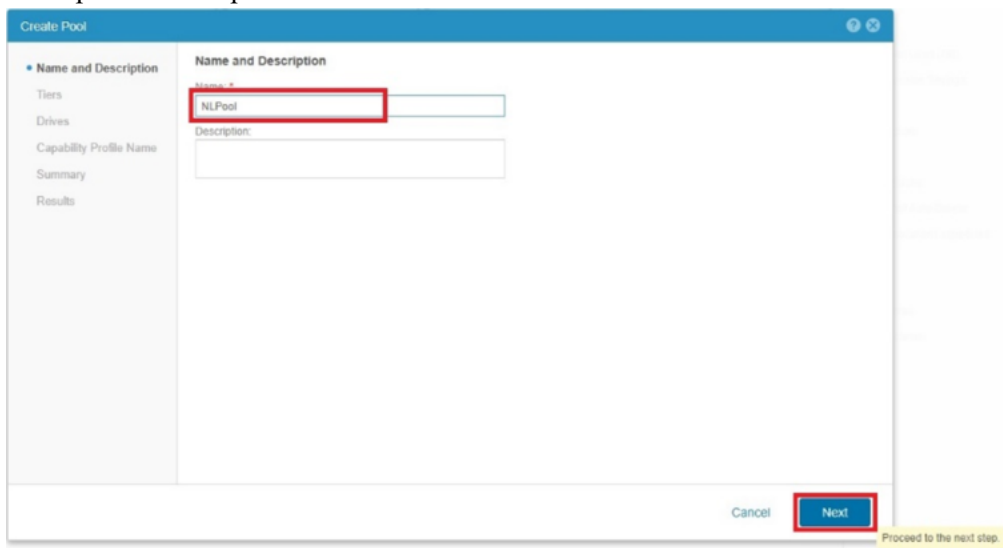 Create Pool
Name and Description
Tiers
Drives
Capability Profile Name
Summary
Results
Name and Description
Name: *
NLPool
Description:
Cancel
Next
Proceed to the next step.